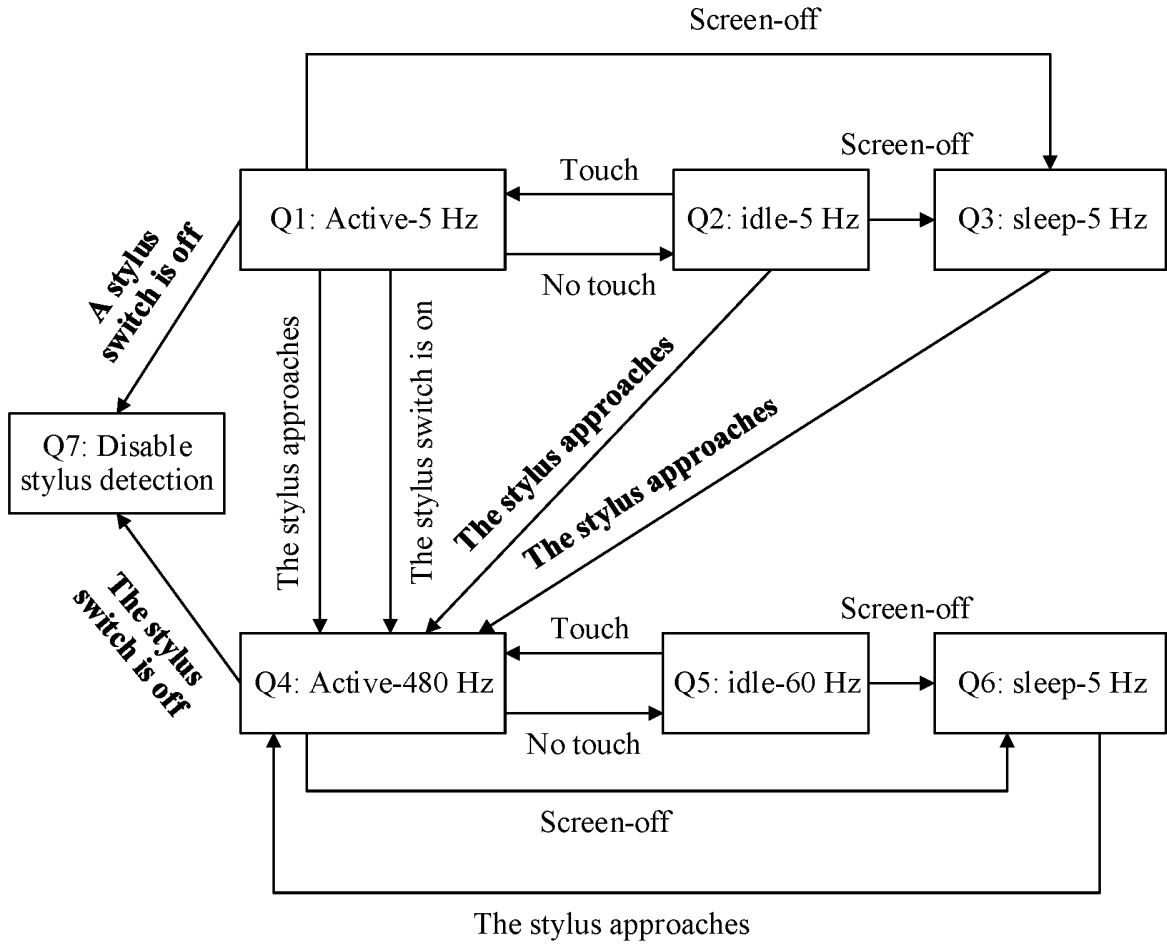 Screen-off
Screen-off
Touch
Q1: Active-5 Hz
Q2: idle-5 Hz
Q3: sleep-5 Hz
No touch
A stylus
switch is off
The stylus approaches
The stylus switch is on
The stylus approaches
The stylus approaches
Q7: Disable
stylus detection
The stylus
switch is off
Screen-off
Touch
Q4: Active-480 Hz
Q5: idle-60 Hz
Q6: sleep-5 Hz
No touch
Screen-off
The stylus approaches